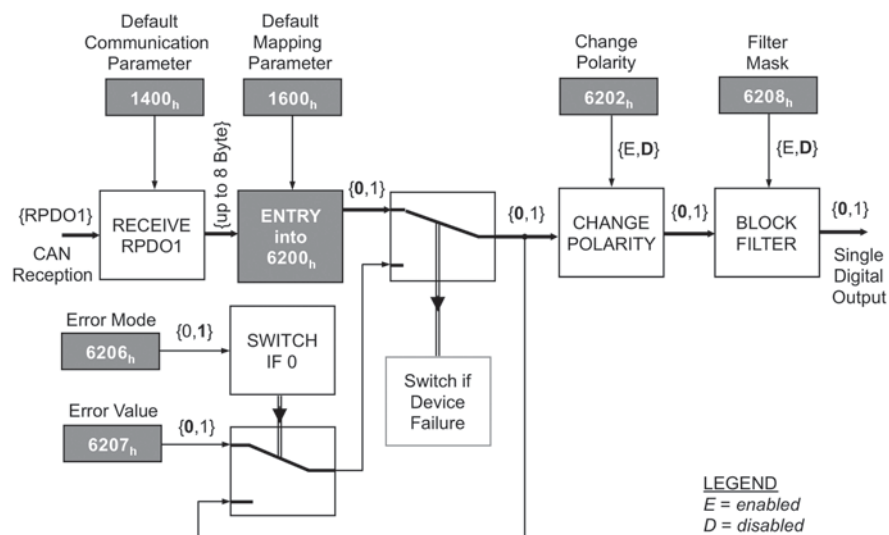 Default
Communication
Parameter
1400h
Default
Mapping
Parameter
1600h
Change
Polarity
6202h
Filter
Mask
6208h
{E,D}
{E,D}
{RPDO1}
CAN
Reception
RECEIVE
RPDO1
{up to 8 Byte}
ENTRY
into
6200h
{0,1}
{0,1}
CHANGE
POLARITY
{0,1}
BLOCK
FILTER
{0,1}
Single
Digital
Output
Error Mode
6206h
{0,1}
SWITCH
IF 0
Switch if
Device
Failure
Error Value
6207h
{0,1}
LEGEND
E = enabled
D = disabled